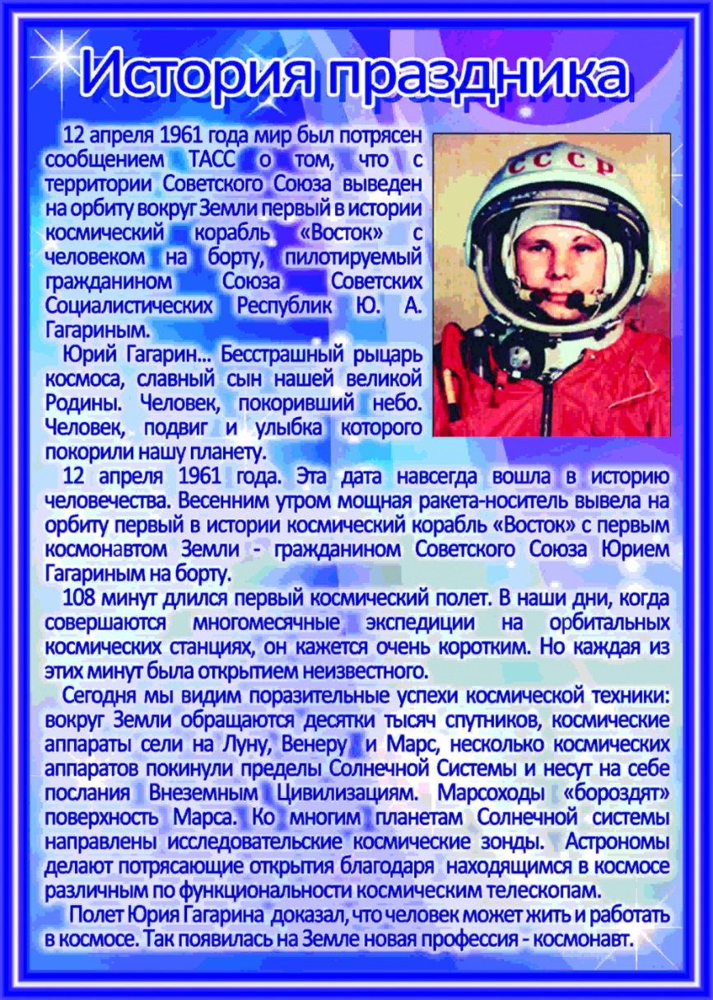 История праздника
12 апреля 1961 года мир был потрясен
сообщением ТАСС о том, что с
территории Советского Союза выведен
на орбиту вокруг Земли первый в истории
космический корабль «Восток» с
человеком на борту, пилотируемый
гражданином Союза Советских
Социалистических Республик Ю. А.
Гагариным.
Юрий Гагарин... Бесстрашный рыцарь
космоса, славный сын нашей великой
Родины. Человек, покоривший небо.
Человек, подвиг и улыбка которого
покорили нашу планету.
СССР
12 апреля 1961 года. Эта дата навсегда вошла в историю
человечества. Весенним утром мощная ракета-носитель вывела на
орбиту первый в истории космический корабль «Восток» с первым
космонавтом Земли - гражданином Советского Союза Юрием
Гагариным на борту.
108 минут длился первый космический полет. В наши дни, когда
совершаются многомесячные экспедиции на орбитальных
космических станциях, он кажется очень коротким. Но каждая из
этих минут была открытием неизвестного.
Сегодня мы видим поразительные успехи космической техники:
вокруг Земли обращаются десятки тысяч спутников, космические
аппараты сели на Луну, Венеру и Марс, несколько космических
аппаратов покинули пределы Солнечной Системы и несут на себе
послания Внеземным Цивилизациям. Марсоходы «бороздят»
поверхность Марса. Ко многим планетам Солнечной системы
направлены исследовательские космические зонды. Астрономы
делают потрясающие открытия благодаря находящимся в космосе
различным по функциональности космическим телескопам.
Полет Юрия Гагарина доказал, что человек может жить и работать
в космосе. Так появилась на Земле новая профессия - космонавт.